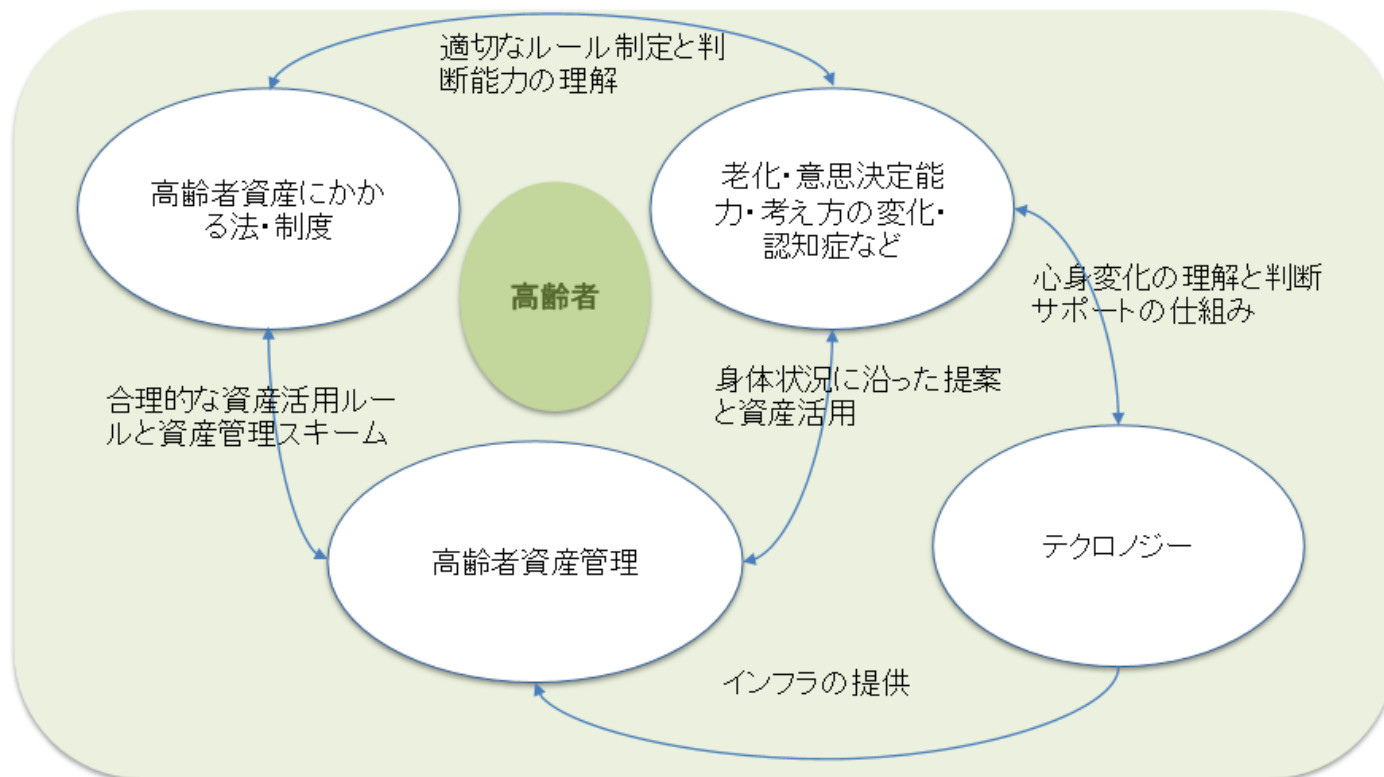 適切なルール制定と判
断能力の理解
高齢者資産にかか
る法・制度
老化・意思決定能
力・考え方の変化・
認知症など
高齢者
心身変化の理解と判断
サポートの仕組み
合理的な資産活用ルー
ルと資産管理スキーム
身体状況に沿った提案
と資産活用
高齢者資産管理
テクロノジー
インフラの提供